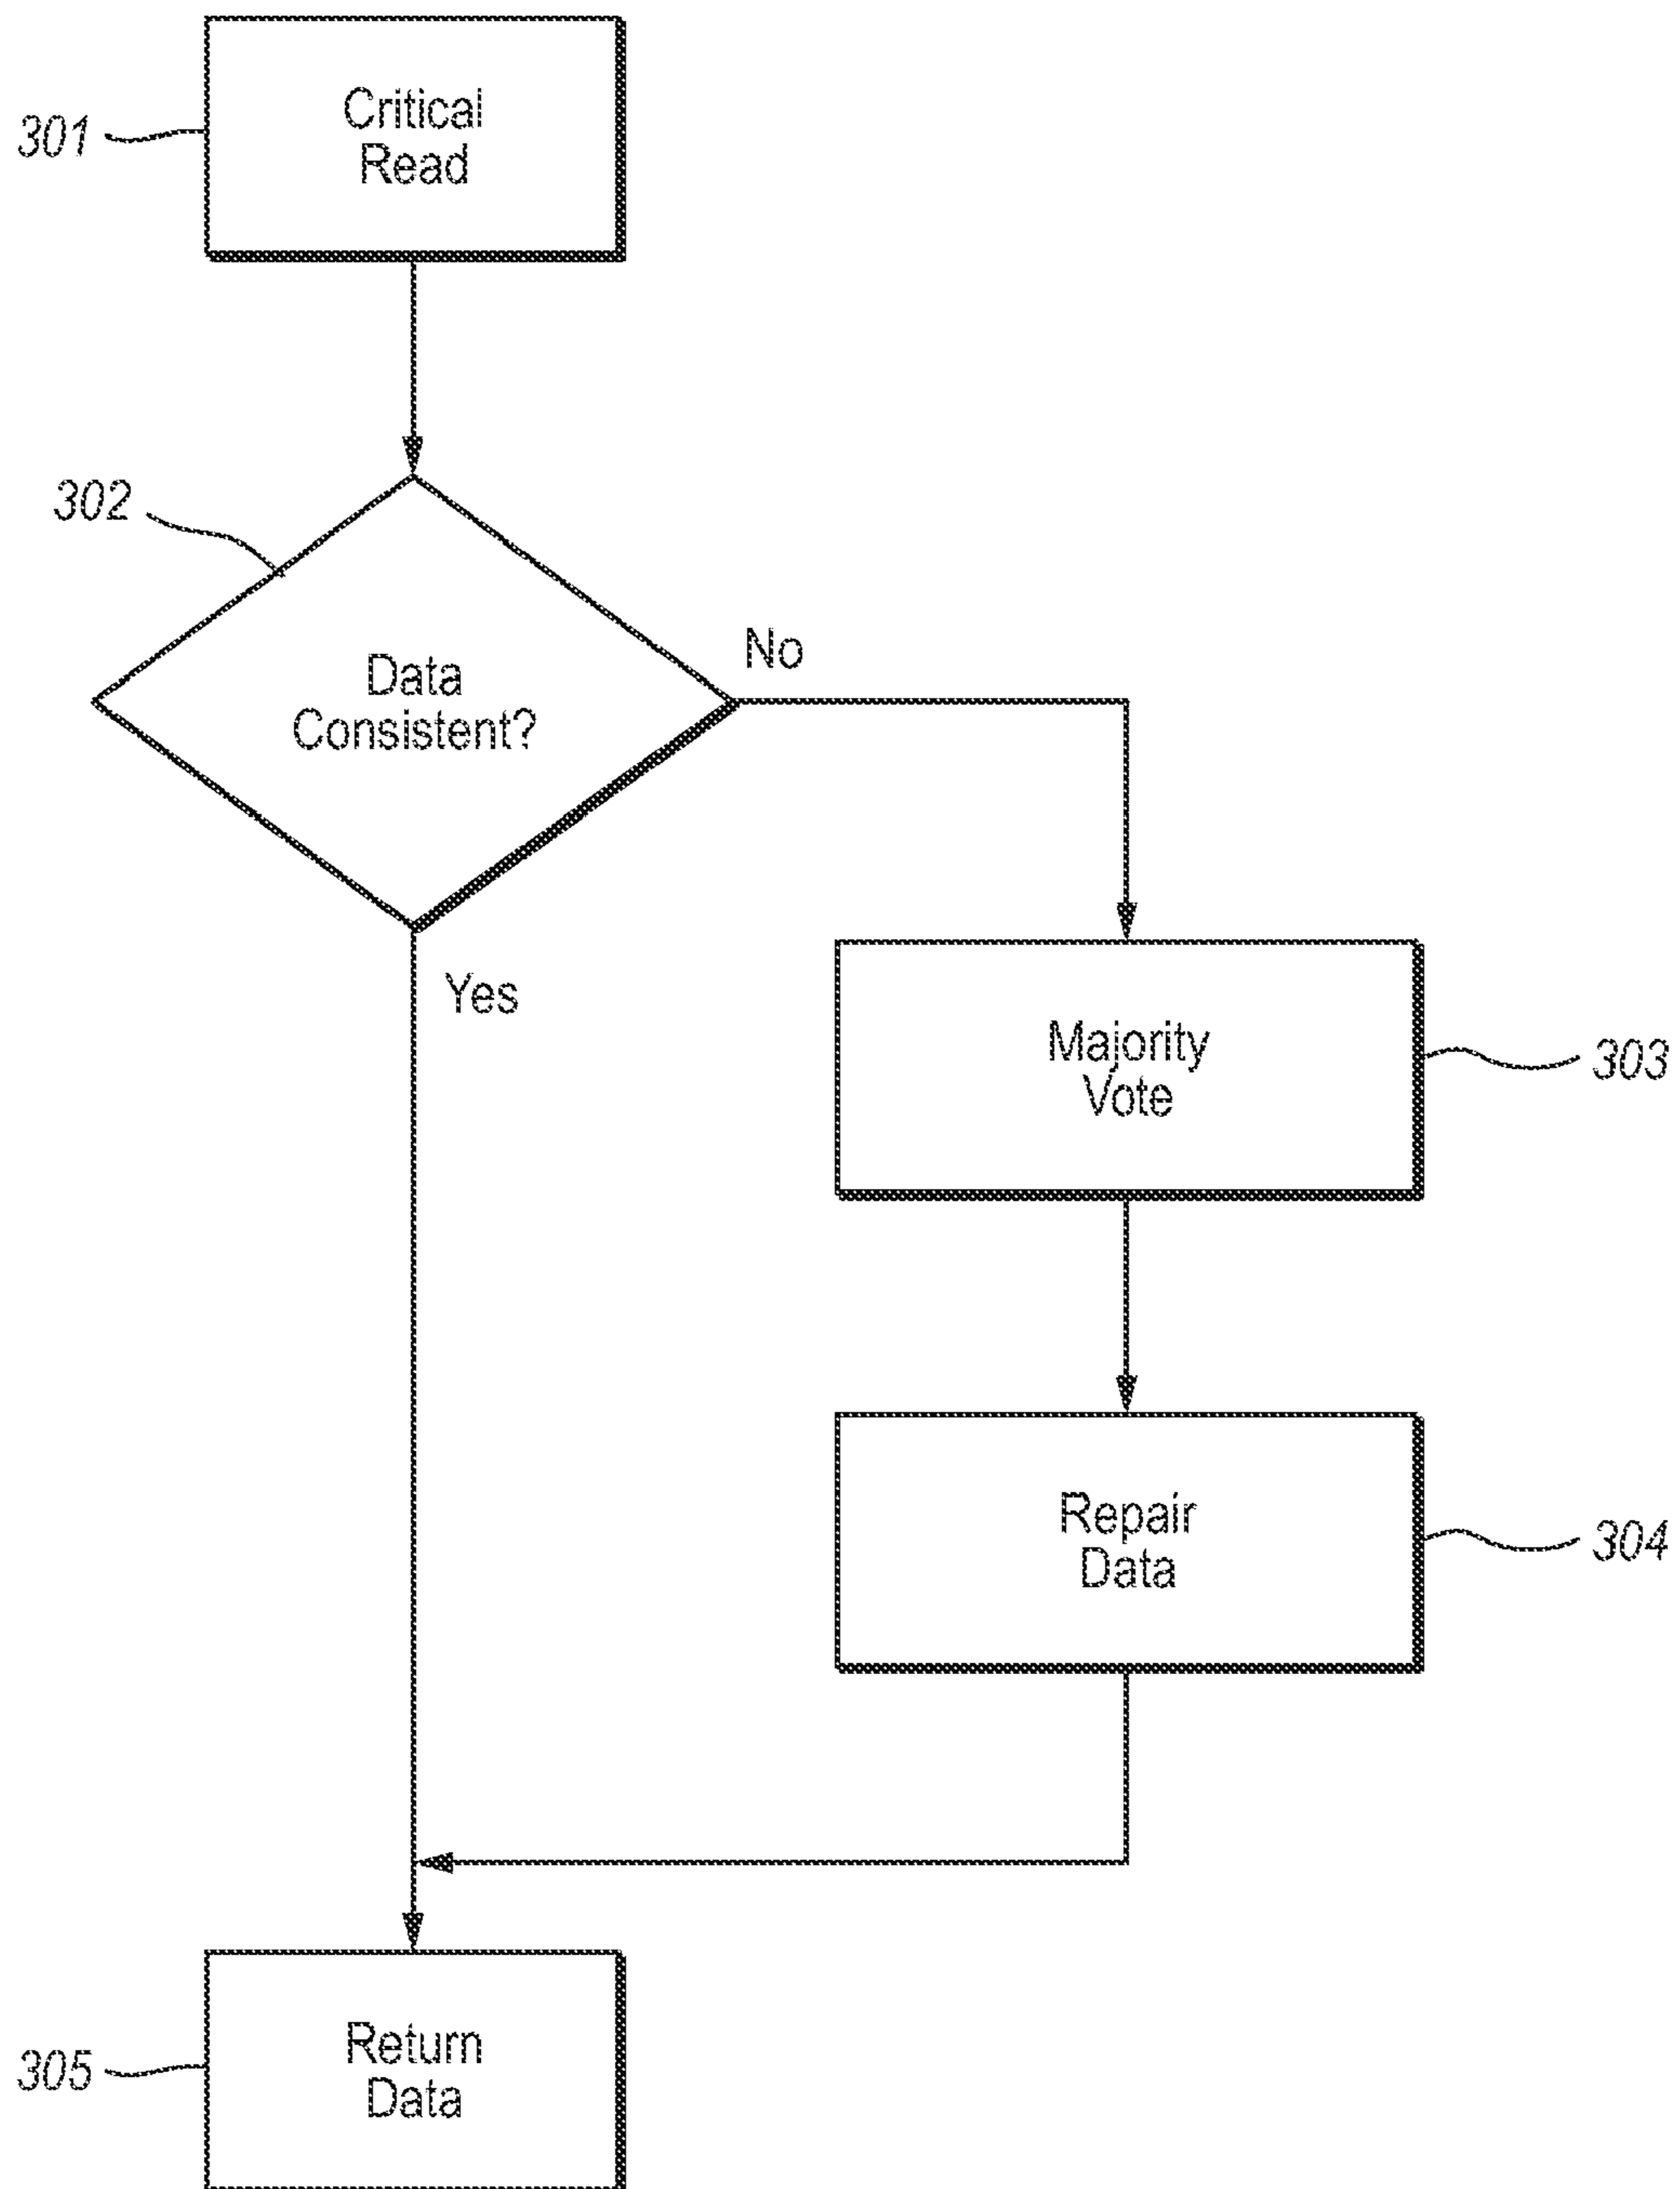 301
Critical
Read
302
Data
Consistent?
No
Yes
Majority
Vote
303
Repair
Data
304
305
Return
Data